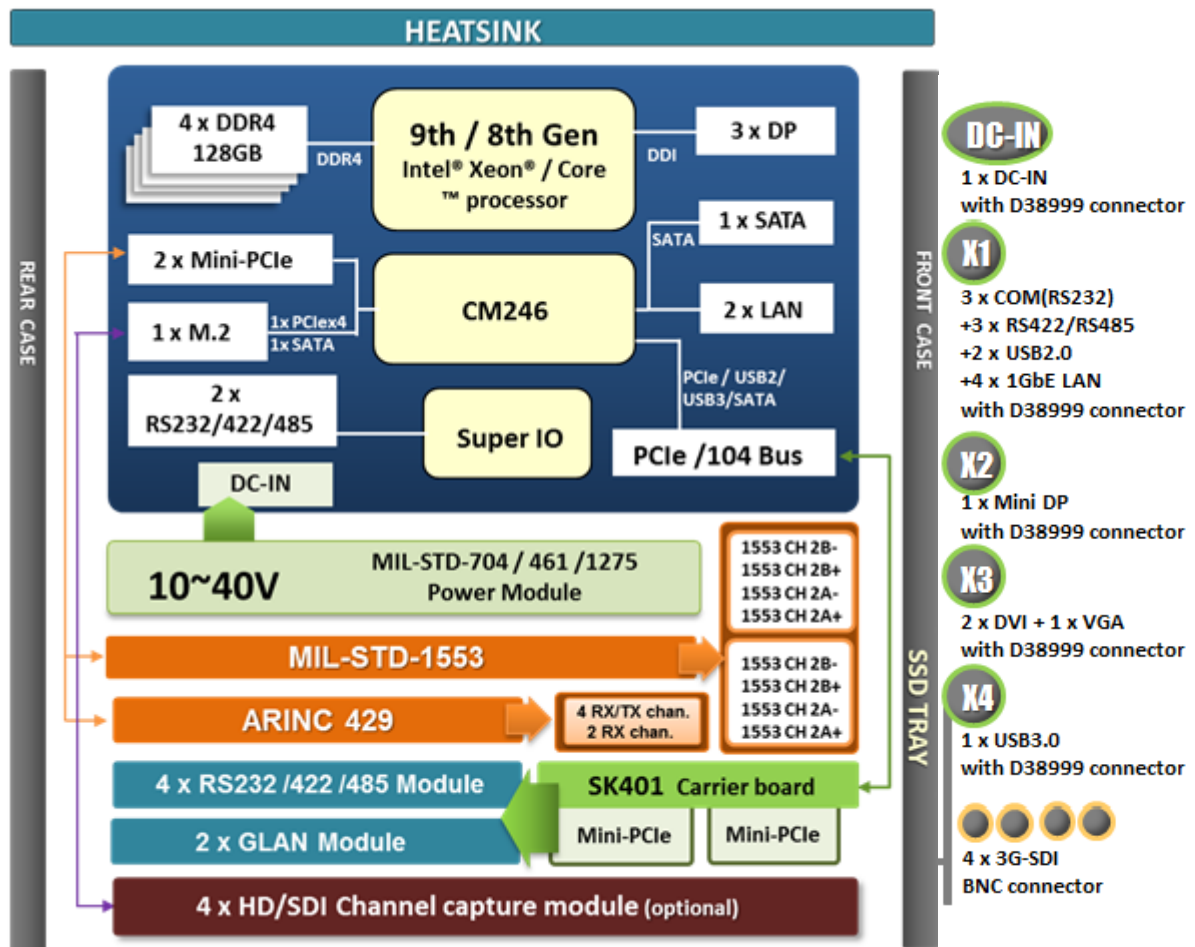 HEATSINK
REAR CASE
4 x DDR4
128GB
DDR4
9th / 8th Gen
Intel® Xeon® / Core
™ processor
DDI
3 x DP
2 x Mini-PCIe
1 x M.2
1x PCIex4
1x SATA
CM246
SATA
1 x SATA
2 x LAN
2 x
RS232/422/485
Super IO
PCIe / USB2/
USB3/SATA
PCIe /104 Bus
DC-IN
10~40V
MIL-STD-704 / 461 /1275
Power Module
1553 CH 2B-
1553 CH 2B+
1553 CH 2A-
1553 CH 2A+
MIL-STD-1553
1553 CH 2B-
1553 CH 2B+
1553 CH 2A-
1553 CH 2A+
ARINC 429
4 RX/TX chan.
2 RX chan.
4 x RS232 /422 /485 Module
SK401 Carrier board
2 x GLAN Module
Mini-PCIe
Mini-PCIe
4 x HD/SDI Channel capture module (optional)
FRONT CASE
SSD TRAY
DC-IN
1 x DC-IN
with D38999 connector
X1
3 x COM(RS232)
+3 x RS422/RS485
+2 x USB2.0
+4 x 1GbE LAN
with D38999 connector
X2
1 x Mini DP
with D38999 connector
X3
2 x DVI + 1 x VGA
with D38999 connector
X4
1 x USB3.0
with D38999 connector
4 x 3G-SDI
BNC connector